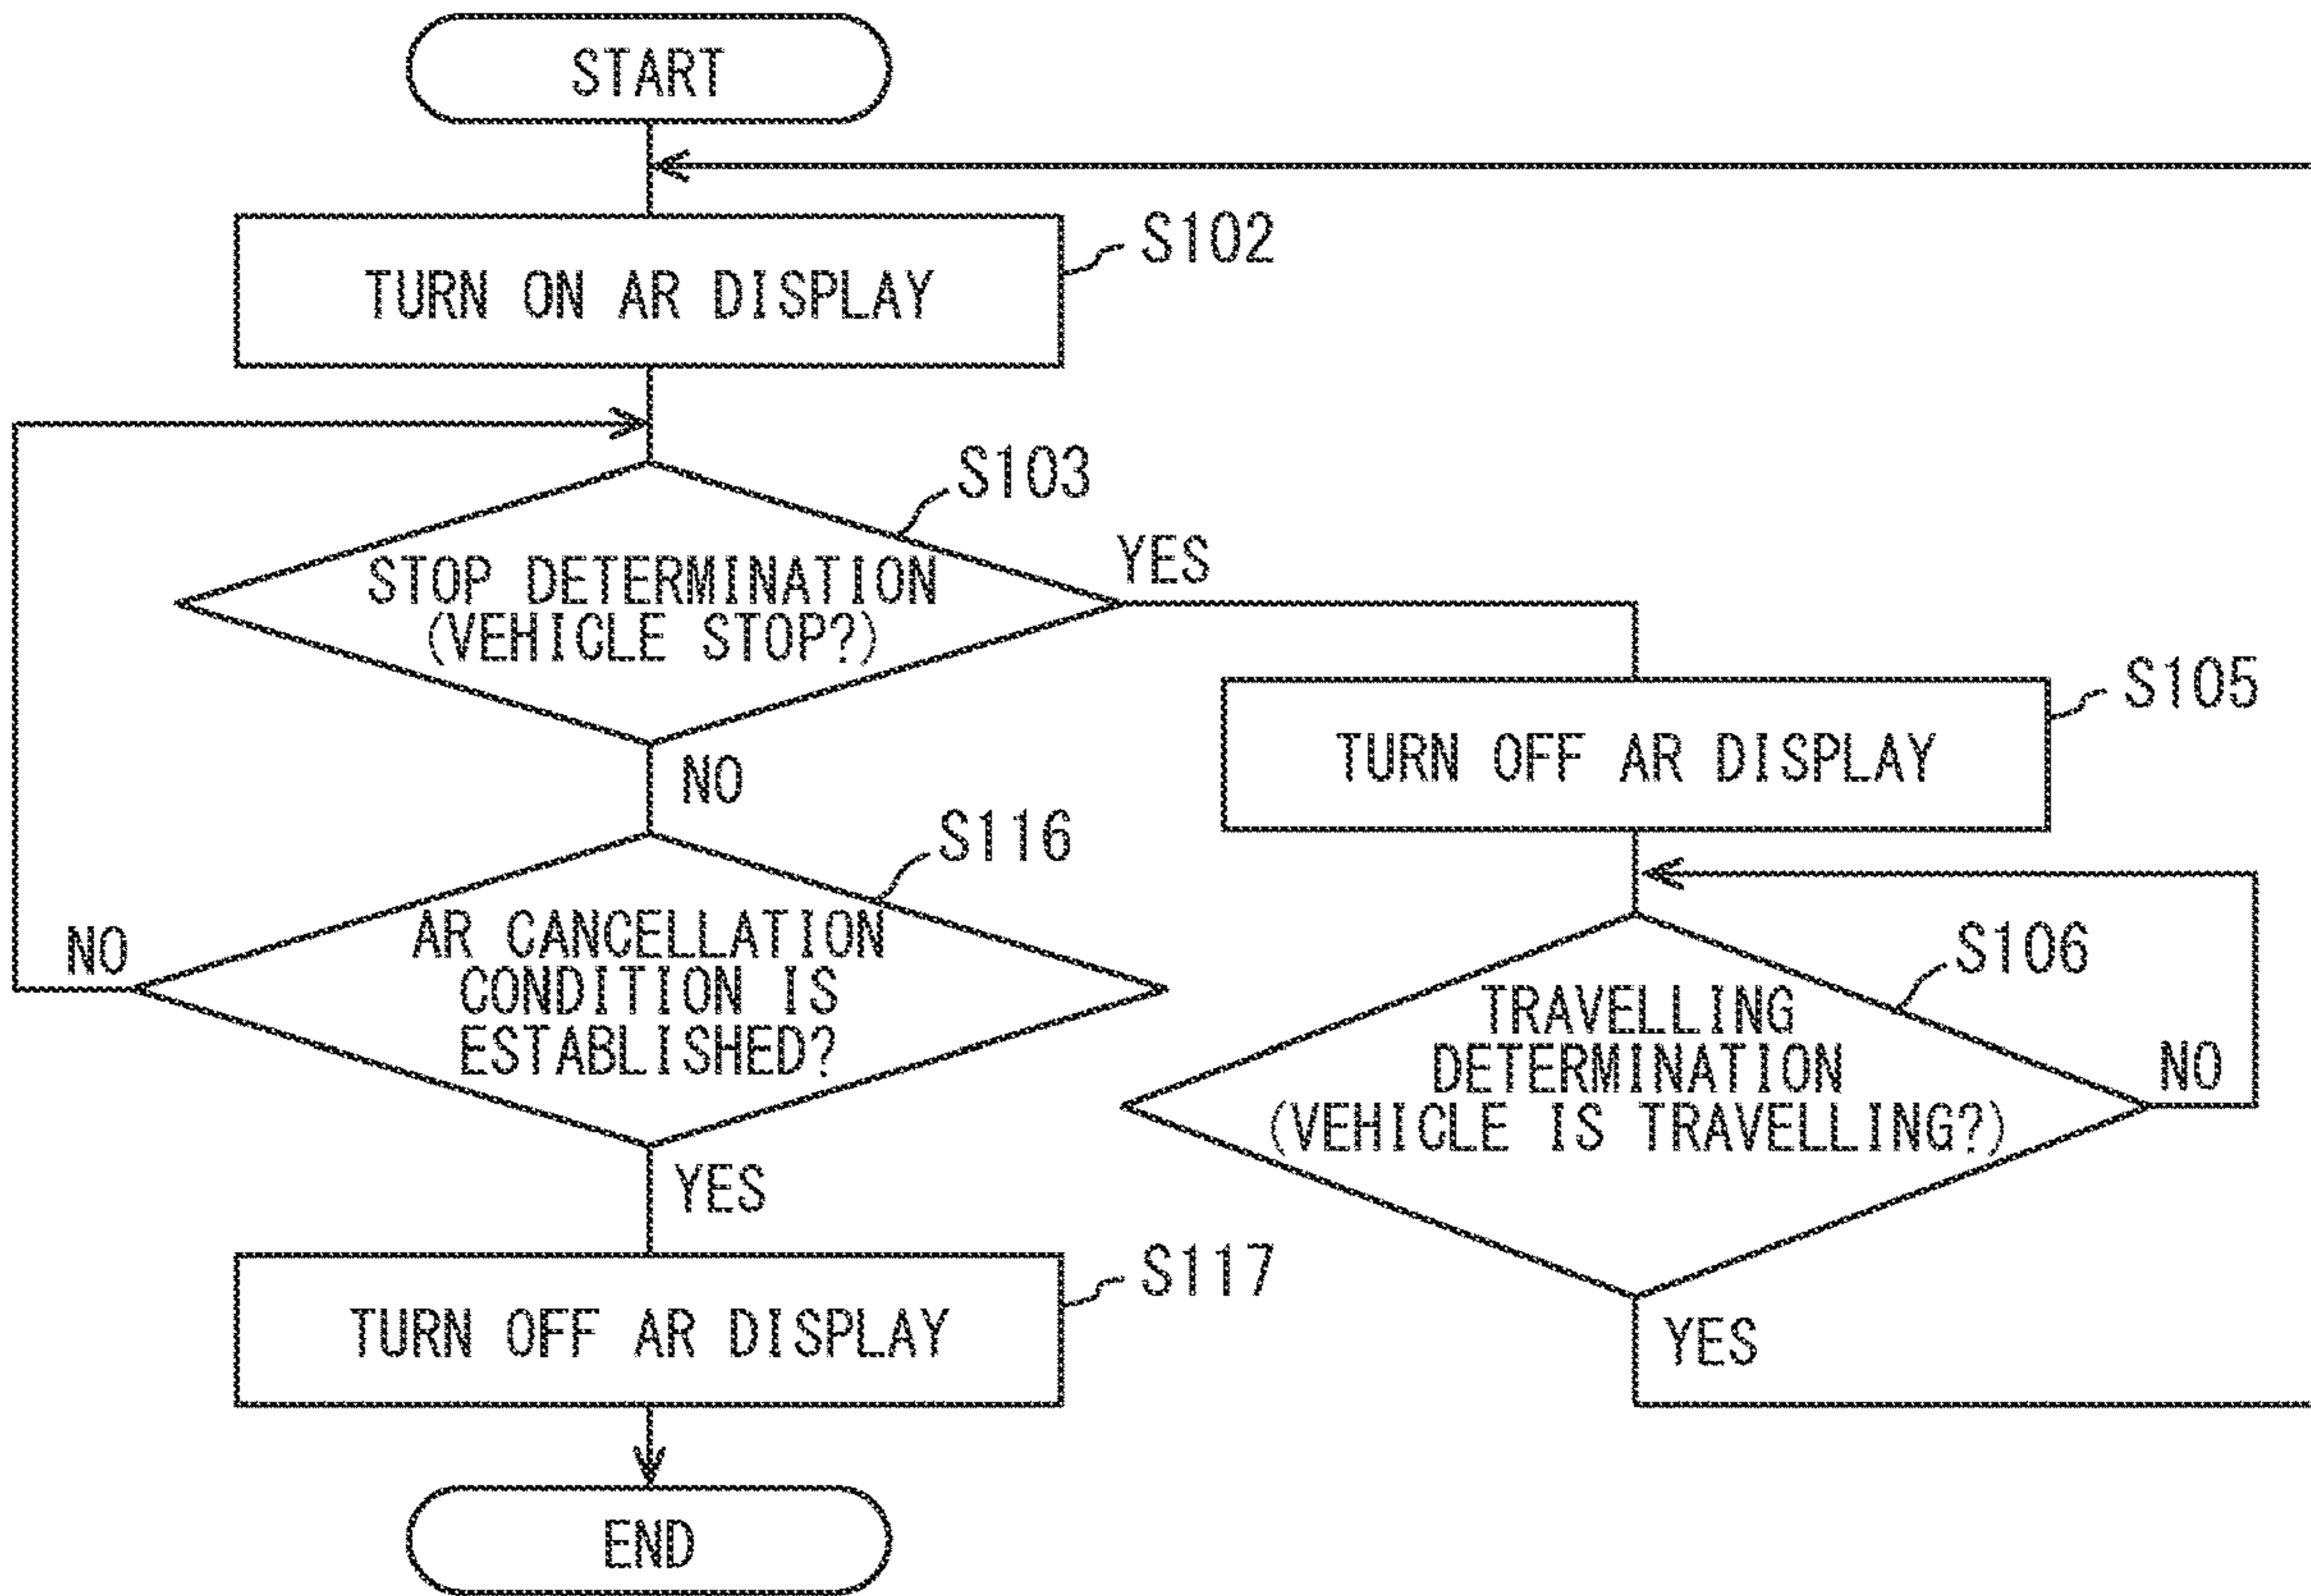 START
S102
TURN ON AR DISPLAY
S103
STOP DETERMINATION
(VEHICLE STOP?)
YES
NO
S105
TURN OFF AR DISPLAY
S116
AR CANCELLATION
CONDITION IS
ESTABLISHED?
NO
YES
S106
TRAVELLING
DETERMINATION
(VEHICLE IS TRAVELLING?)
NO
YES
S117
TURN OFF AR DISPLAY
END